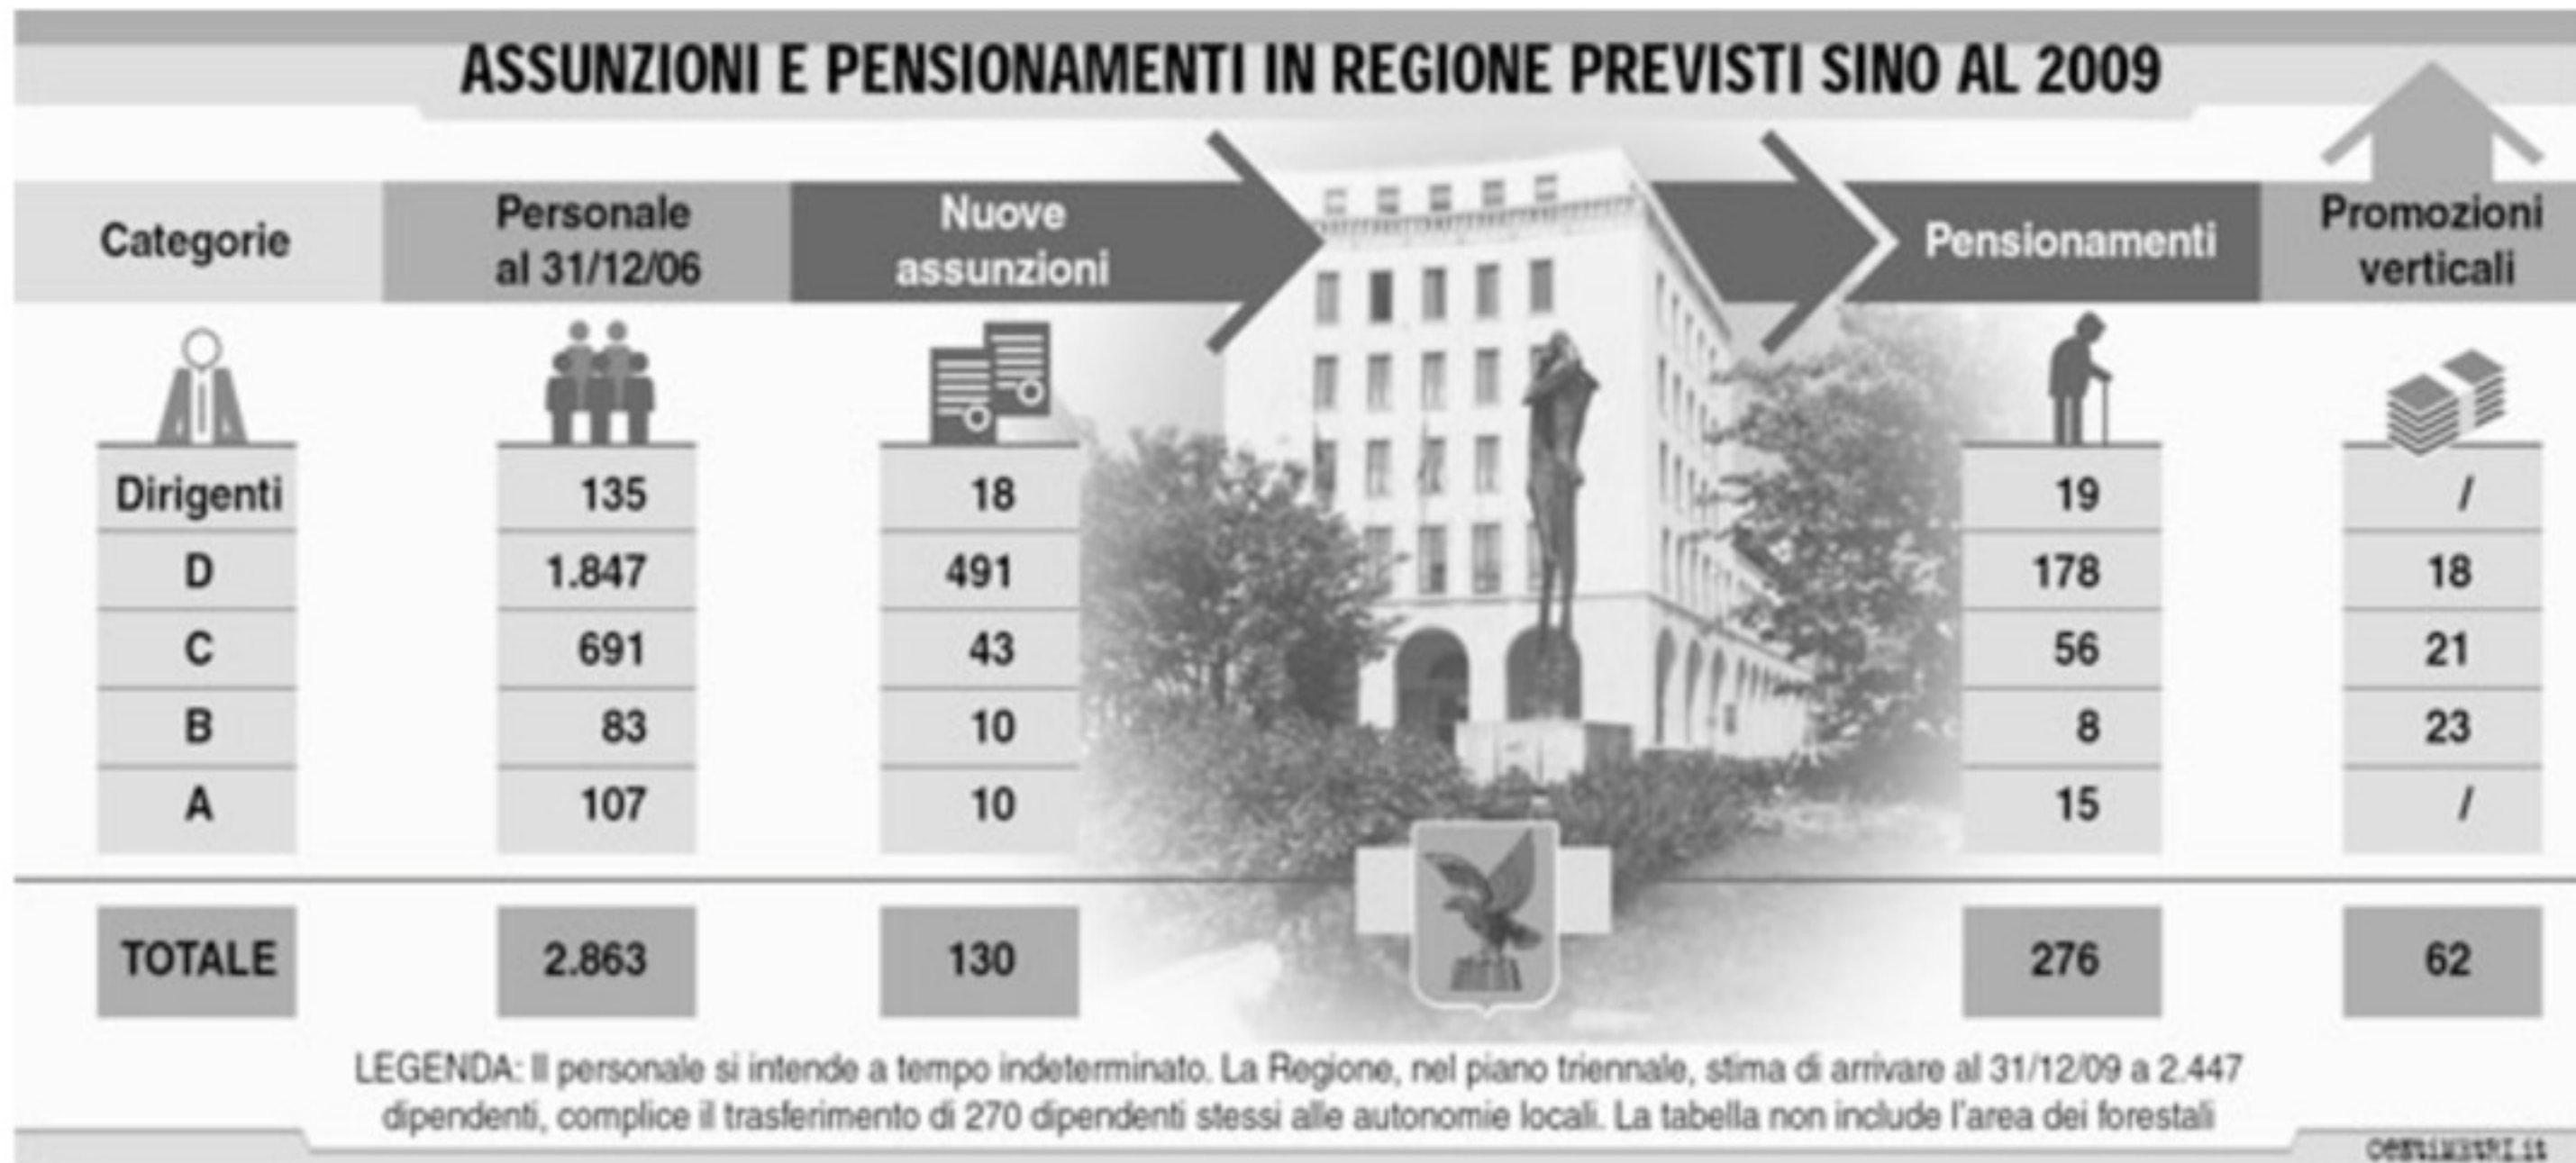 ASSUNZIONI E PENSIONAMENTI IN REGIONE PREVISTI SINO AL 2009
Categorie
Personale
al 31/12/06
Nuove
assunzioni
Pensionamenti
Promozioni
verticali
Dirigenti 135 18 19 /
D 1.847 491 178 18
C 691 43 56 21
B 83 10 8 23
A 107 10 15 /
TOTALE 2.863 130 276 62
LEGENDA: Il personale si intende a tempo indeterminato. La Regione, nel piano triennale, stima di arrivare al 31/12/09 a 2.447
dipendenti, complice il trasferimento di 270 dipendenti stessi alle autonomie locali. La tabella non include l'area dei forestali